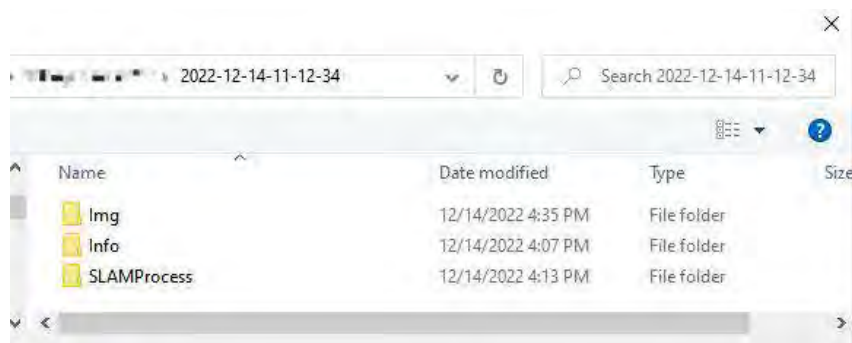 2022-12-14-11-12-34 Search 2022-12-14-11-12-34
Name Date modified Type Size
Img 12/14/2022 4:35 PM File folder
Info 12/14/2022 4:07 PM File folder
SLAMProcess 12/14/2022 4:13 PM File folder